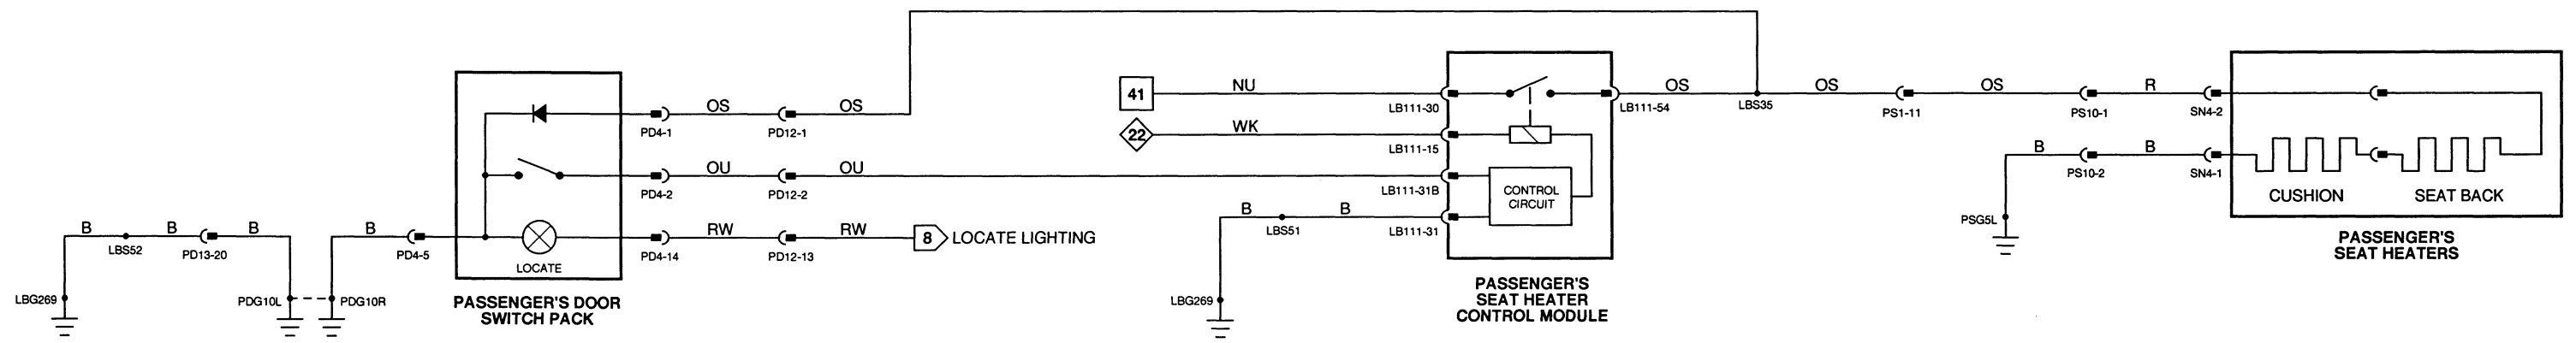 OS
OS
PD4-1
PD12-1
OU
OU
PD4-2
PD12-2
B
B
B
B
RW
RW
8
LOCATE LIGHTING
LBS52
PD13-20
PD4-5
PD4-14
PD12-13
LOCATE
LBG269
PDG10L
PDG10R
PASSENGER'S DOOR
SWITCH PACK
41
NU
LB111-30
22
WK
LB111-15
LB111-31B
CONTROL
CIRCUIT
B
B
LBS51
LB111-31
LBG269
PASSENGER'S
SEAT HEATER
CONTROL MODULE
OS
LB111-54
LBS35
OS
PS1-11
OS
PS10-1
R
SN4-2
B
PS10-2
B
SN4-1
PSG5L
CUSHION
SEAT BACK
PASSENGER'S
SEAT HEATERS